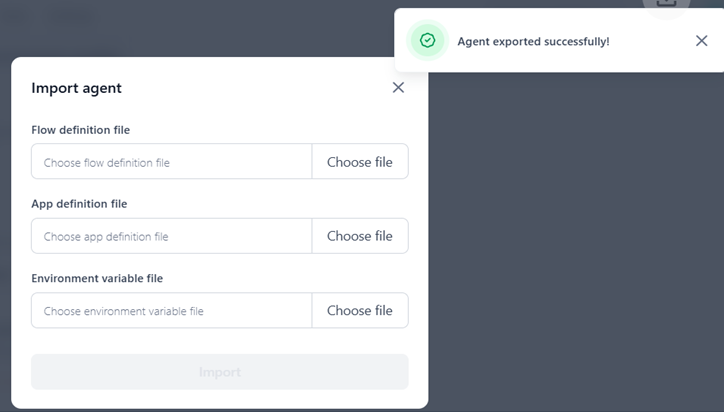 Agent exported successfully!
Import agent
Flow definition file
Choose flow definition file
Choose file
App definition file
Choose app definition file
Choose file
Environment variable file
Choose environment variable file
Choose file
Import